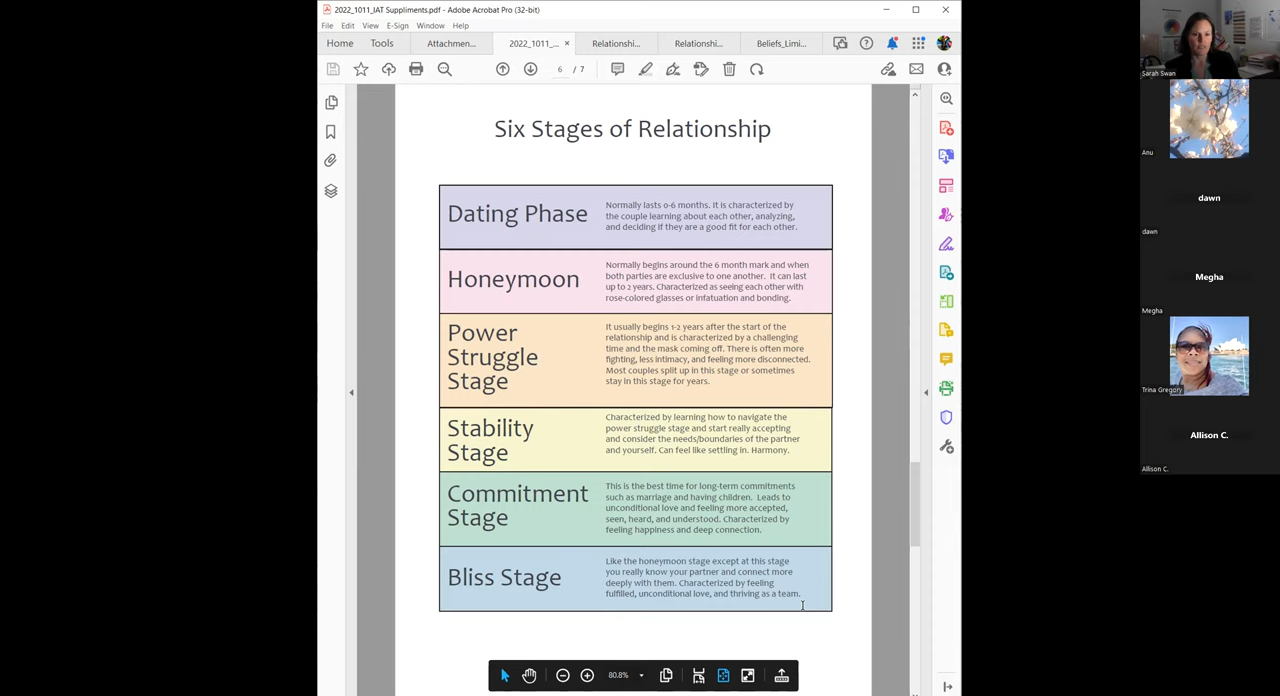 2022_1011_IAT Suppliments.pdf - Adobe Acrobat Pro (32-bit)
File Edit View E-Sign Window Help
Home Tools Attachmen... 2022_1011_... × Relationshi... Relationshi... Beliefs_Limi...
6 / 7
Six Stages of Relationship
Dating Phase
Normally lasts 0-6 months. It is characterized by
the couple learning about each other, analyzing,
and deciding if they are a good fit for each other.
Honeymoon
Normally begins around the 6 month mark and when
both parties are exclusive to one another. It can last
up to 2 years. Characterized as seeing each other with
rose-colored glasses or infatuation and bonding.
Power
Struggle
Stage
It usually begins 1-2 years after the start of the
relationship and is characterized by a challenging
time and the mask coming off. There is often more
fighting, less intimacy, and feeling more disconnected.
Most couples split up in this stage or sometimes
stay in this stage for years.
Stability
Stage
Characterized by learning how to navigate the
power struggle stage and start really accepting
and consider the needs/boundaries of the partner
and yourself. Can feel like settling in. Harmony.
Commitment
Stage
This is the best time for long-term commitments
such as marriage and having children. Leads to
unconditional love and feeling more accepted,
seen, heard, and understood. Characterized by
feeling happiness and deep connection.
Bliss Stage
Like the honeymoon stage except at this stage
you really know your partner and connect more
deeply with them. Characterized by feeling
fulfilled, unconditional love, and thriving as a team.
80.8%
Sarah Swan
Anu
dawn
dawn
Megha
Megha
Trina Gregory
Allison C.
Allison C.